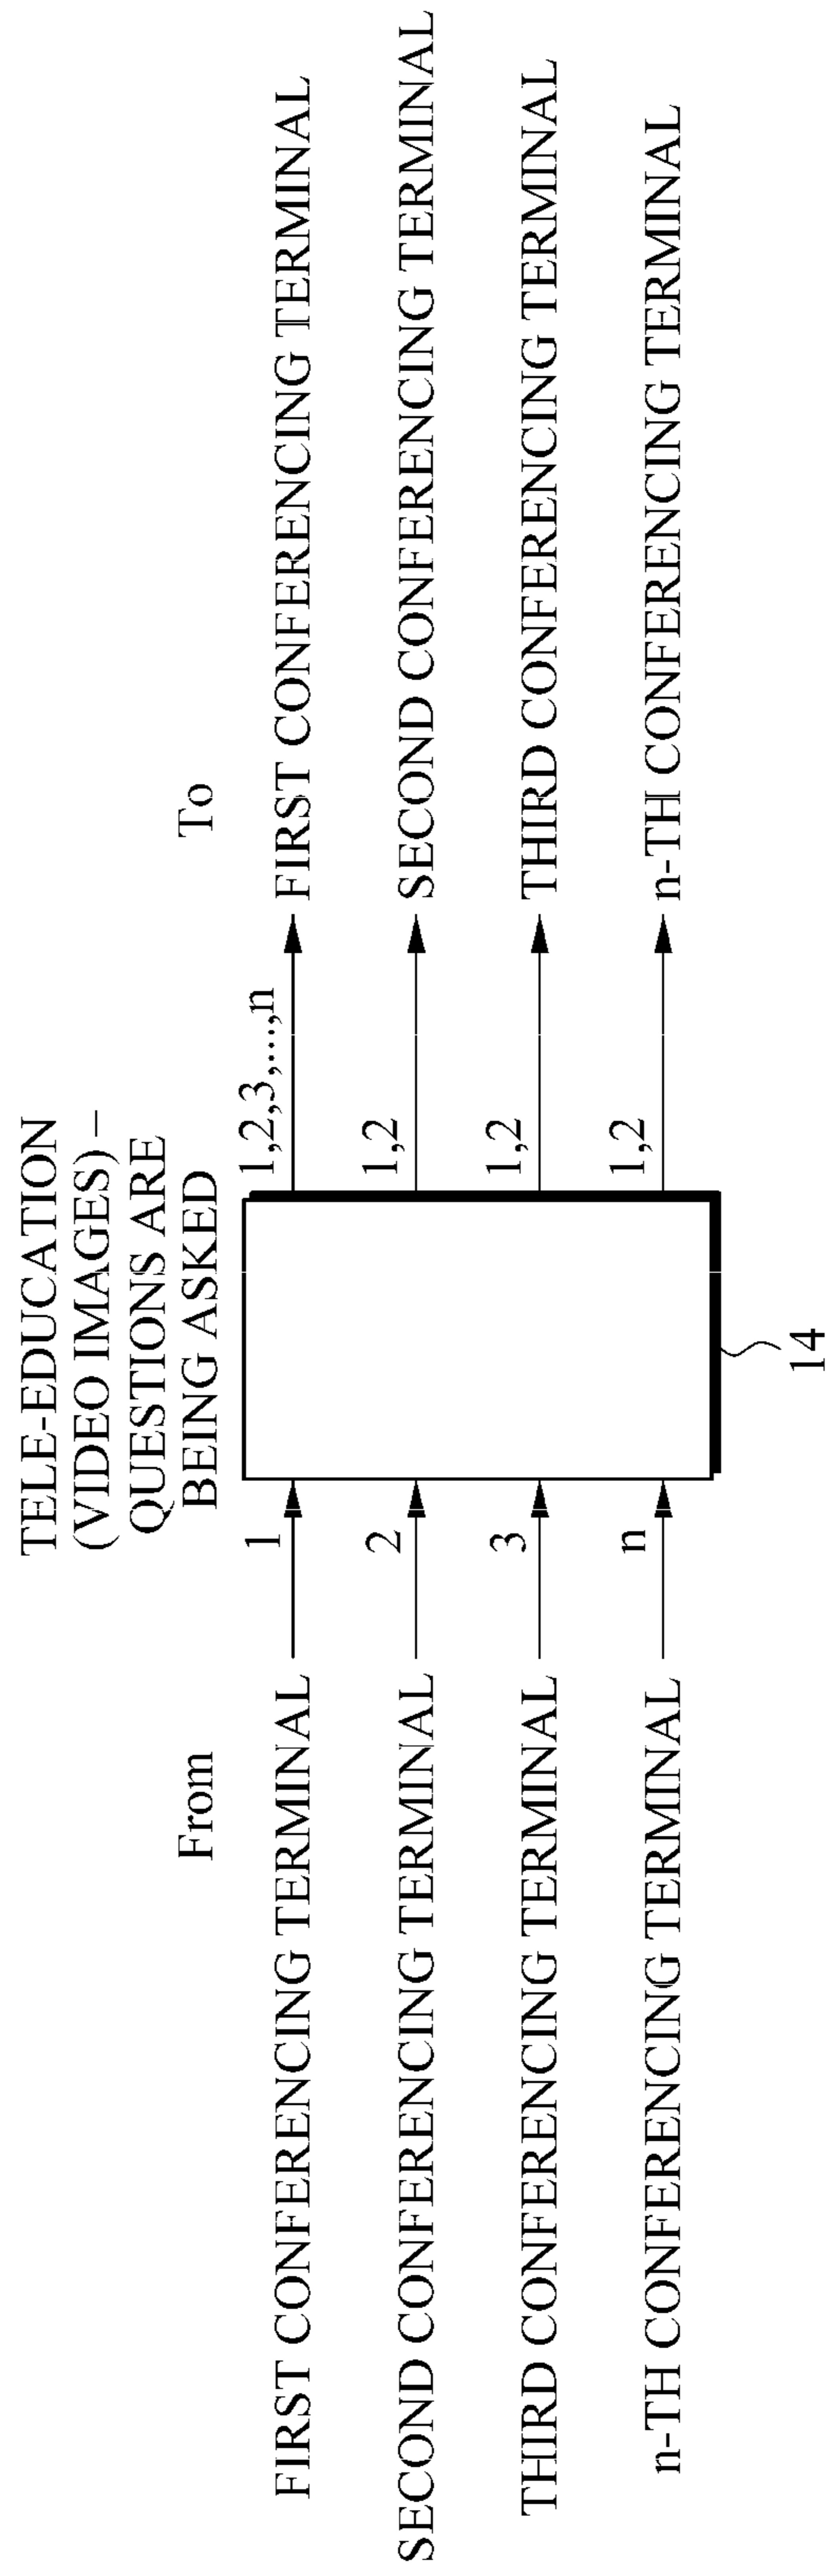 TELE-EDUCATION
(VIDEO IMAGES) –
QUESTIONS ARE
BEING ASKED
From
To
FIRST CONFERENCING TERMINAL
1
1,2,3,...,n
FIRST CONFERENCING TERMINAL
SECOND CONFERENCING TERMINAL
2
1,2
SECOND CONFERENCING TERMINAL
THIRD CONFERENCING TERMINAL
3
1,2
THIRD CONFERENCING TERMINAL
n-TH CONFERENCING TERMINAL
n
1,2
n-TH CONFERENCING TERMINAL
14